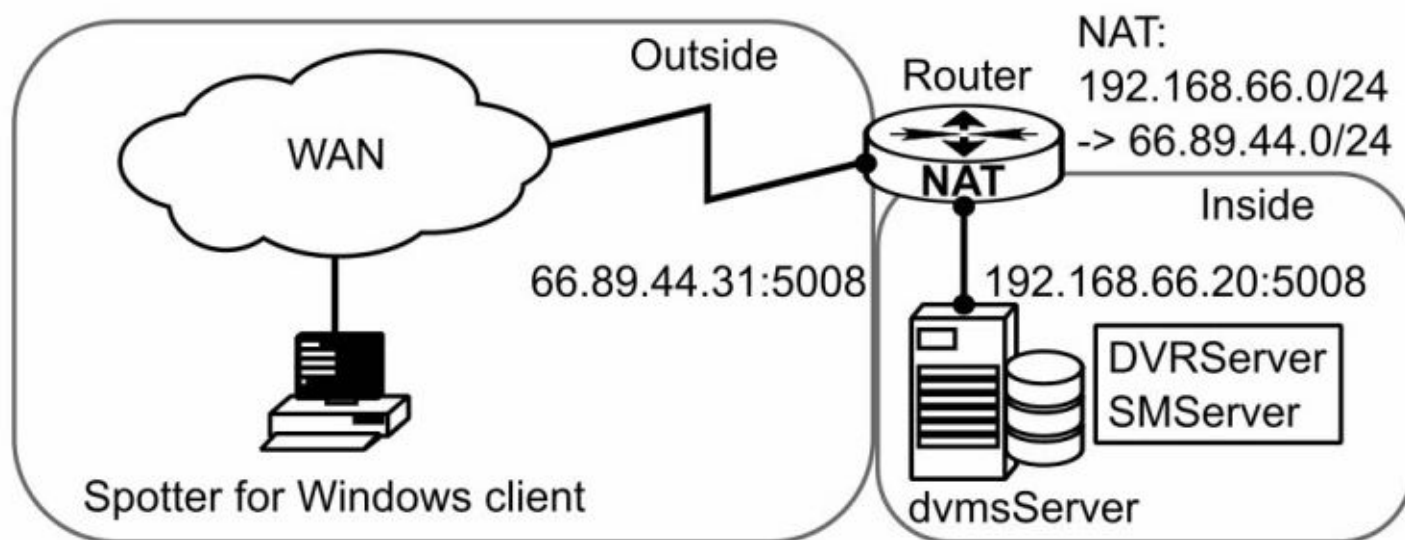 Outside
Router
NAT:
192.168.66.0/24
-> 66.89.44.0/24
WAN
NAT
Inside
66.89.44.31:5008
192.168.66.20:5008
DVRServer
SMServer
Spotter for Windows client
dvmsServer